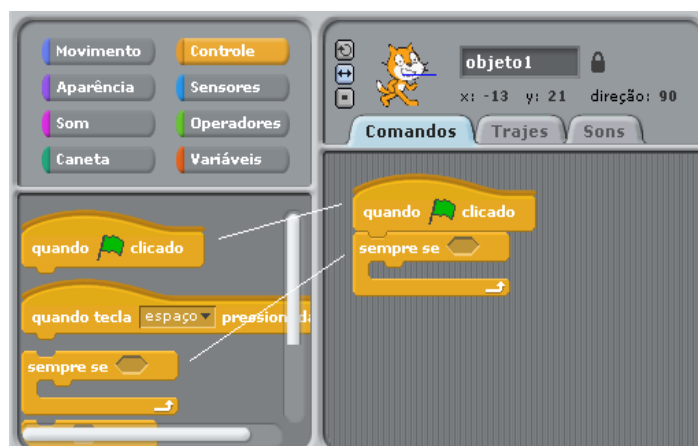 Movimento Controle
Aparência Sensores
Som Operadores
Caneta Variáveis
quando clicado
quando tecla espaço pressionada
sempre se
objeto1
x: -13 y: 21 direção: 90
Comandos Trajes Sons
quando clicado
sempre se